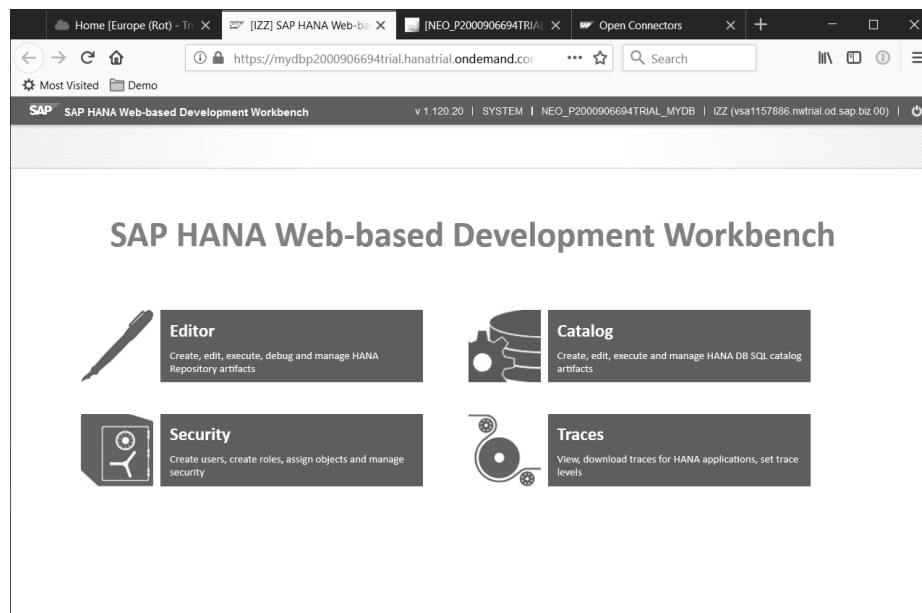 Home [Europe (Rot) - Tri
[IZZ] SAP HANA Web-ba
[NEO_P2000906694TRIAL
Open Connectors
https://mydbp2000906694trial.hanatrial.ondemand.com
Search
Most Visited
Demo
SAP SAP HANA Web-based Development Workbench
v 1.120.20 | SYSTEM | NEO_P2000906694TRIAL_MYDB | IZZ (vsa1157886.nwtrial.od.sap.biz 00) |
SAP HANA Web-based Development Workbench
Editor
Create, edit, execute, debug and manage HANA
Repository artifacts
Catalog
Create, edit, execute and manage HANA DB SQL catalog
artifacts
Security
Create users, create roles, assign objects and manage
security
Traces
View, download traces for HANA applications, set trace
levels